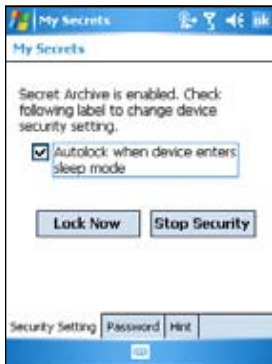 My Secrets
ok
My Secrets
Secret Archive is enabled. Check
following label to change device
security setting.
Autolock when device enters
sleep mode
Lock Now
Stop Security
Security Setting
Password
Hint